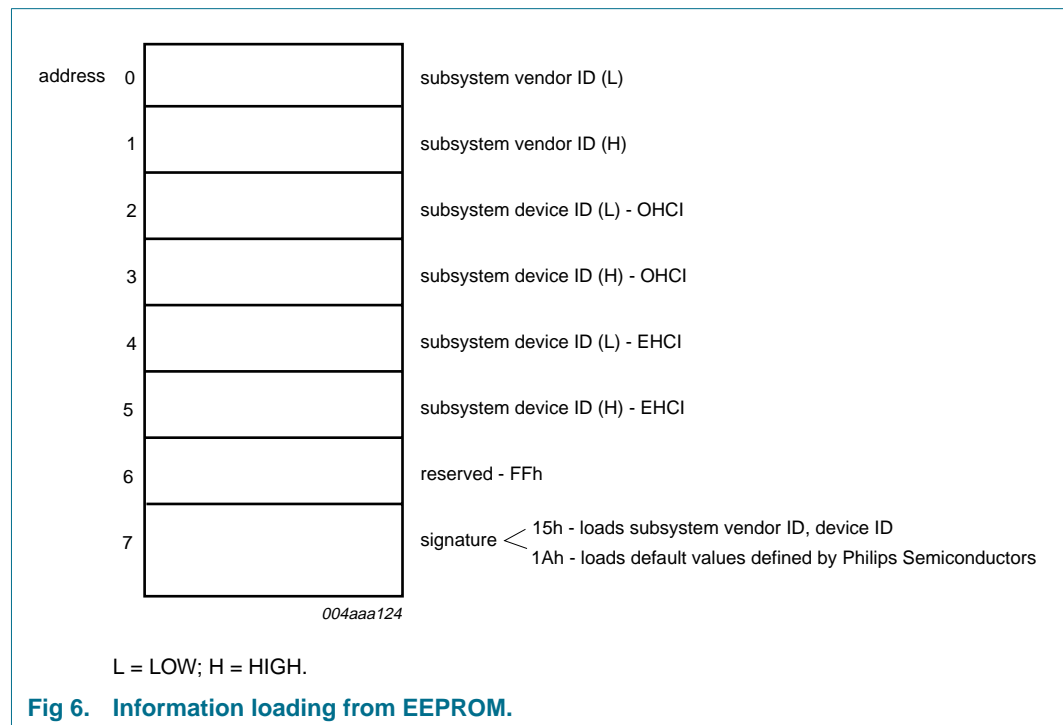 address 0 subsystem vendor ID (L)
1 subsystem vendor ID (H)
2 subsystem device ID (L) - OHCI
3 subsystem device ID (H) - OHCI
4 subsystem device ID (L) - EHCI
5 subsystem device ID (H) - EHCI
6 reserved - FFh
7 signature 15h - loads subsystem vendor ID, device ID
1Ah - loads default values defined by Philips Semiconductors
004aaa124
L = LOW; H = HIGH.
Fig 6. Information loading from EEPROM.